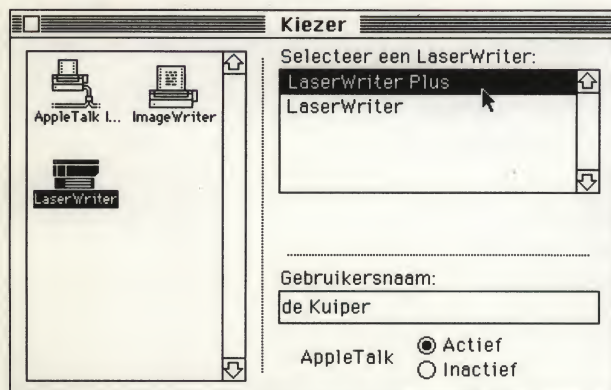 Kiezer
AppleTalk I... ImageWriter
LaserWriter
Selecteer een LaserWriter:
LaserWriter Plus
LaserWriter
Gebruikersnaam:
de Kuiper
AppleTalk
Actief
Inactief